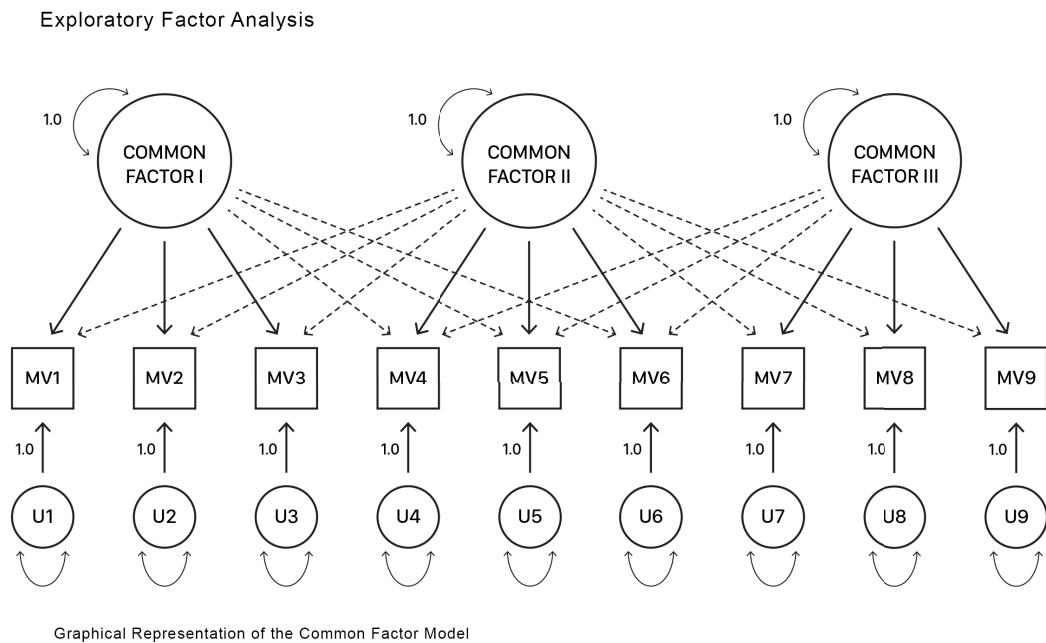 Exploratory Factor Analysis
1.0
1.0
1.0
COMMON
FACTOR I
COMMON
FACTOR II
COMMON
FACTOR III
MV1
MV2
MV3
MV4
MV5
MV6
MV7
MV8
MV9
1.0
1.0
1.0
1.0
1.0
1.0
1.0
1.0
1.0
U1
U2
U3
U4
U5
U6
U7
U8
U9
Graphical Representation of the Common Factor Model